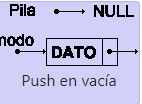 Pila NULL
modo
DATO
Push en vacía